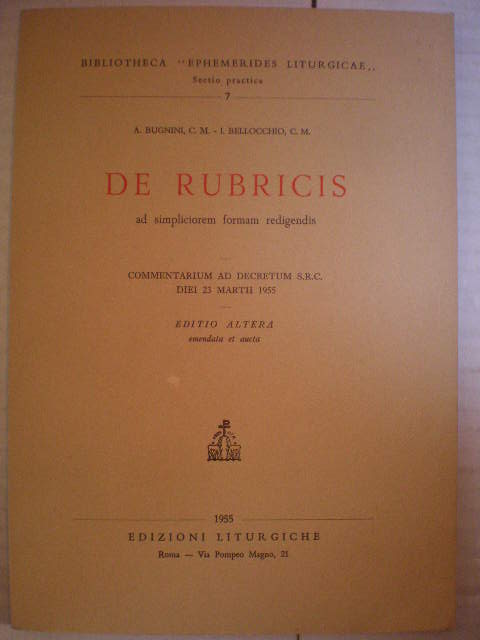 BIBLIOTHECA "EPHEMERIDES LITURGICAE„
Sectio practica
7
A. BUGNINI, C. M. - I. BELLOCCHIO, C. M.
DE RUBRICIS
ad simpliciorem formam redigendis
COMMENTARIUM AD DECRETUM S.R.C.
DIEI 23 MARTII 1955
EDITIO ALTERA
emendata et aucta
1955
EDIZIONI LITURGICHE
Roma — Via Pompeo Magno, 21